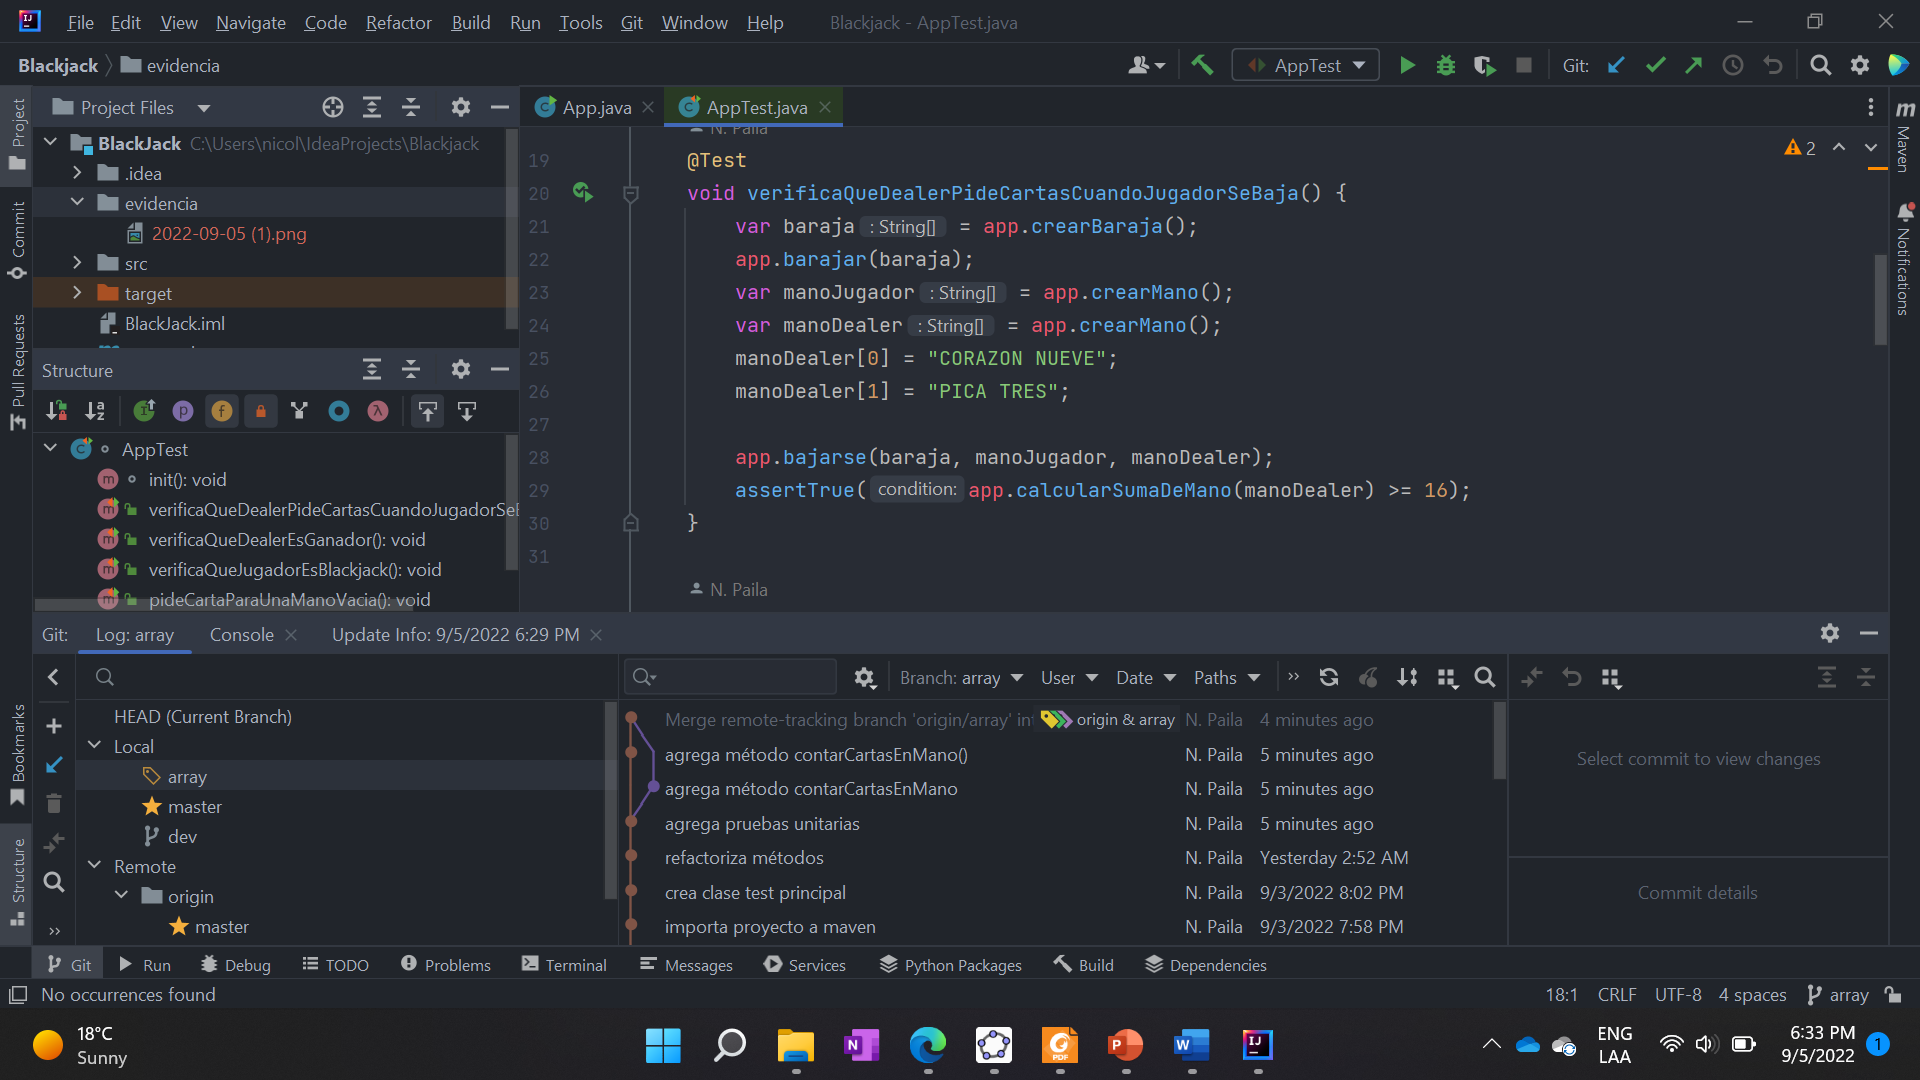 File Edit View Navigate Code Refactor Build Run Tools Git Window Help Blackjack - AppTest.java
Blackjack evidencia AppTest Git:
Project Files
App.java
AppTest.java
Project
Commit
Pull Requests
Bookmarks
Structure
BlackJack C:\Users\nicol\IdeaProjects\Blackjack
.idea
evidencia
2022-09-05 (1).png
src
target
BlackJack.iml
Structure
AppTest
init(): void
verificaQueDealerPideCartasCuandoJugadorSeB
verificaQueDealerEsGanador(): void
verificaQueJugadorEsBlackjack(): void
pideCartaParaUnaManoVacia(): void
N. Paila
2
19 @Test
20 void verificaQueDealerPideCartasCuandoJugadorSeBaja() {
21 var baraja : String[] = app.crearBaraja();
22 app.barajar(baraja);
23 var manoJugador : String[] = app.crearMano();
24 var manoDealer : String[] = app.crearMano();
25 manoDealer[0] = "CORAZON NUEVE";
26 manoDealer[1] = "PICA TRES";
27
28 app.bajarse(baraja, manoJugador, manoDealer);
29 assertTrue( condition: app.calcularSumaDeMano(manoDealer) >= 16);
30 }
31
N. Paila
m Maven
Notifications
Git: Log: array Console Update Info: 9/5/2022 6:29 PM
HEAD (Current Branch)
Local
array
master
dev
Remote
origin
master
Branch: array User Date Paths
Merge remote-tracking branch 'origin/array' int origin & array N. Paila 4 minutes ago
agrega método contarCartasEnMano() N. Paila 5 minutes ago
agrega método contarCartasEnMano N. Paila 5 minutes ago
agrega pruebas unitarias N. Paila 5 minutes ago
refactoriza métodos N. Paila Yesterday 2:52 AM
crea clase test principal N. Paila 9/3/2022 8:02 PM
importa proyecto a maven N. Paila 9/3/2022 7:58 PM
Select commit to view changes
Commit details
Git Run Debug TODO Problems Terminal Messages Services Python Packages Build Dependencies
No occurrences found 18:1 CRLF UTF-8 4 spaces array
18°C
Sunny
ENG
LAA
6:33 PM
9/5/2022
1